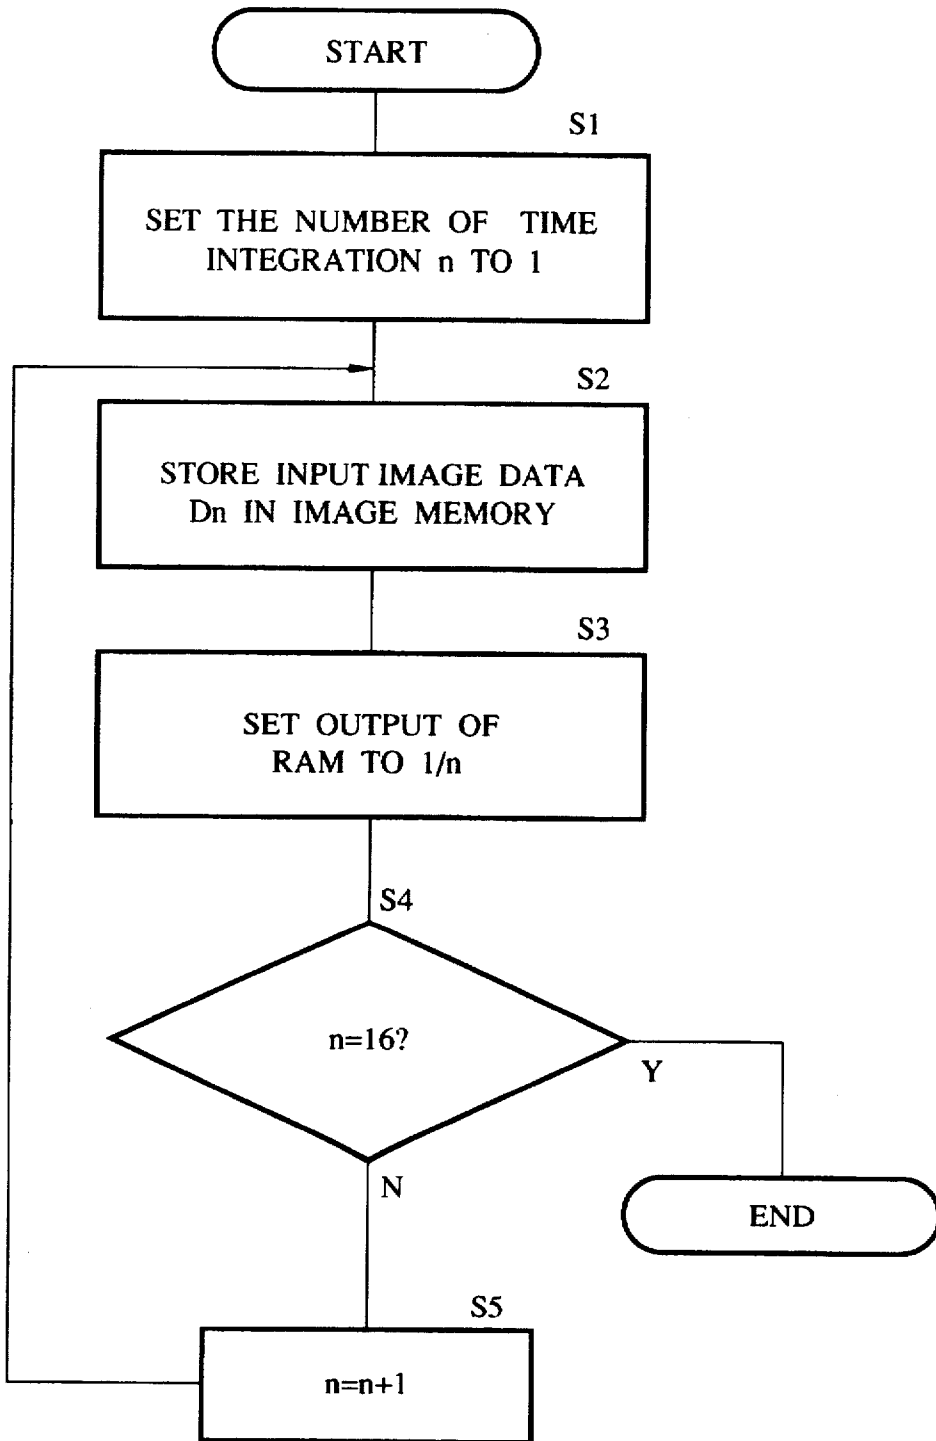 START
S1
SET THE NUMBER OF TIME
INTEGRATION n TO 1
S2
STORE INPUT IMAGE DATA
Dn IN IMAGE MEMORY
S3
SET OUTPUT OF
RAM TO 1/n
S4
n=16?
Y
N
END
S5
n=n+1